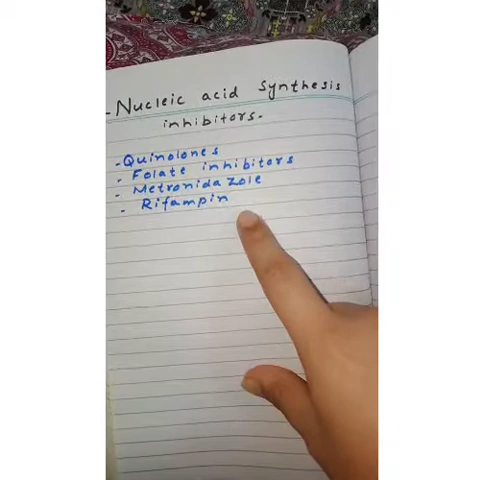 -Nucleic acid Synthesis
inhibitors.
- Quinolones
- Folate inhibitors
- Metronidazole
- Rifampin